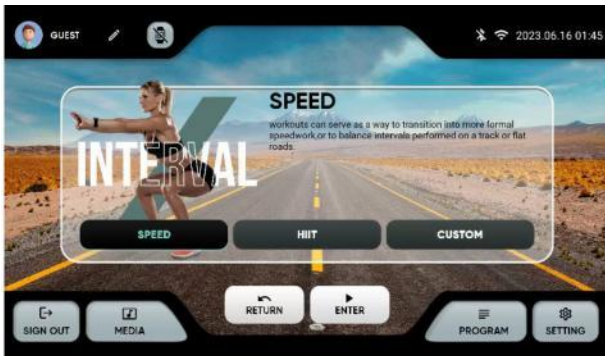 GUEST
2023.06.16 01:45
SPEED
workouts can serve as a way to transition into more formal
speedwork,or to balance intervals performed on a track or flat
roads.
INTERVAL
SPEED
HIIT
CUSTOM
RETURN
ENTER
SIGN OUT
MEDIA
PROGRAM
SETTING